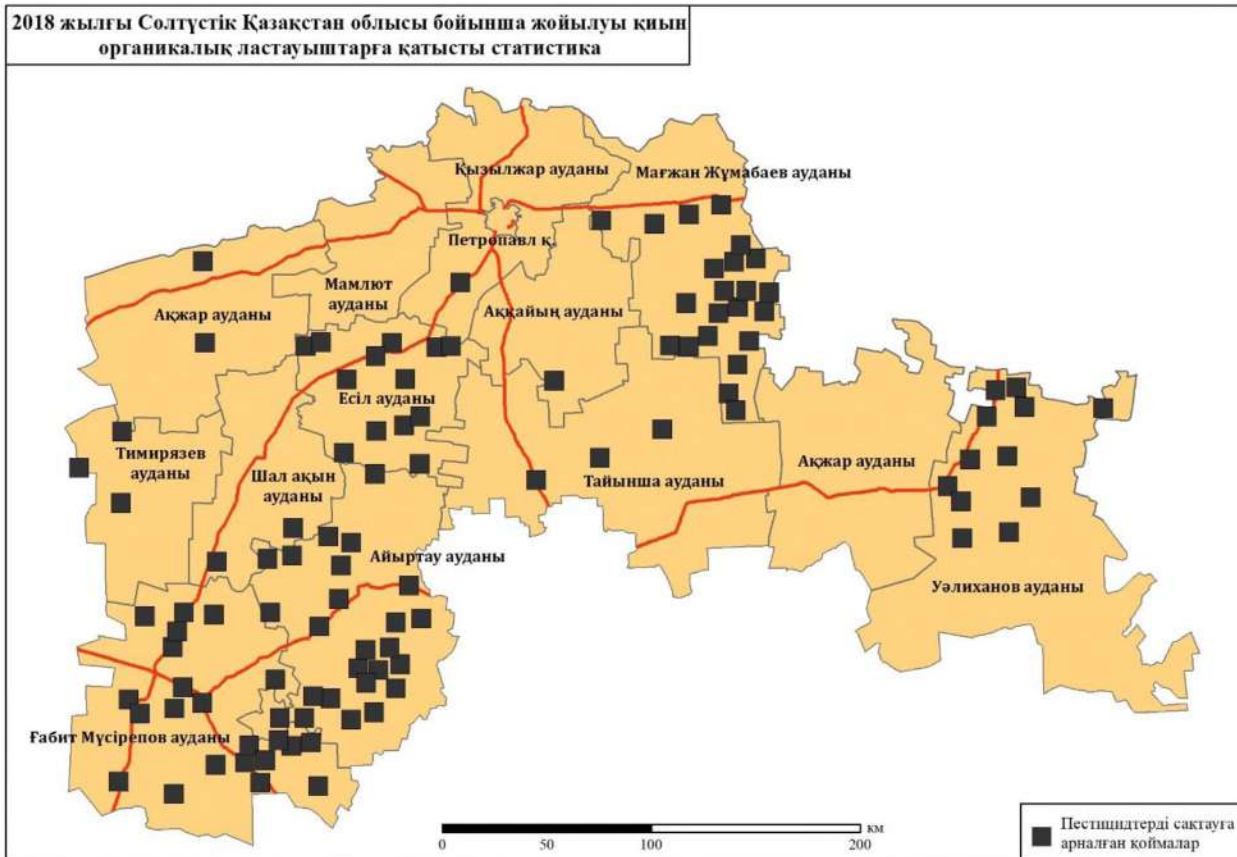 2018 жылғы Солтүстік Қазақстан облысы бойынша жойылуы қиын
органикалық ластауыштарға қатысты статистика
Қызылжар ауданы
Мағжан Жұмабаев ауданы
Петропавл қ.
Мамлют
ауданы
Ақжар ауданы
Аққайың ауданы
Есіл ауданы
Тимирязев
ауданы
Шал ақын
ауданы
Тайынша ауданы
Ақжар ауданы
Айыртау ауданы
Уәлиханов ауданы
Ғабит Мүсірепов ауданы
км
0 50 100 200
Пестицидтерді сақтауға
арналған қоймалар